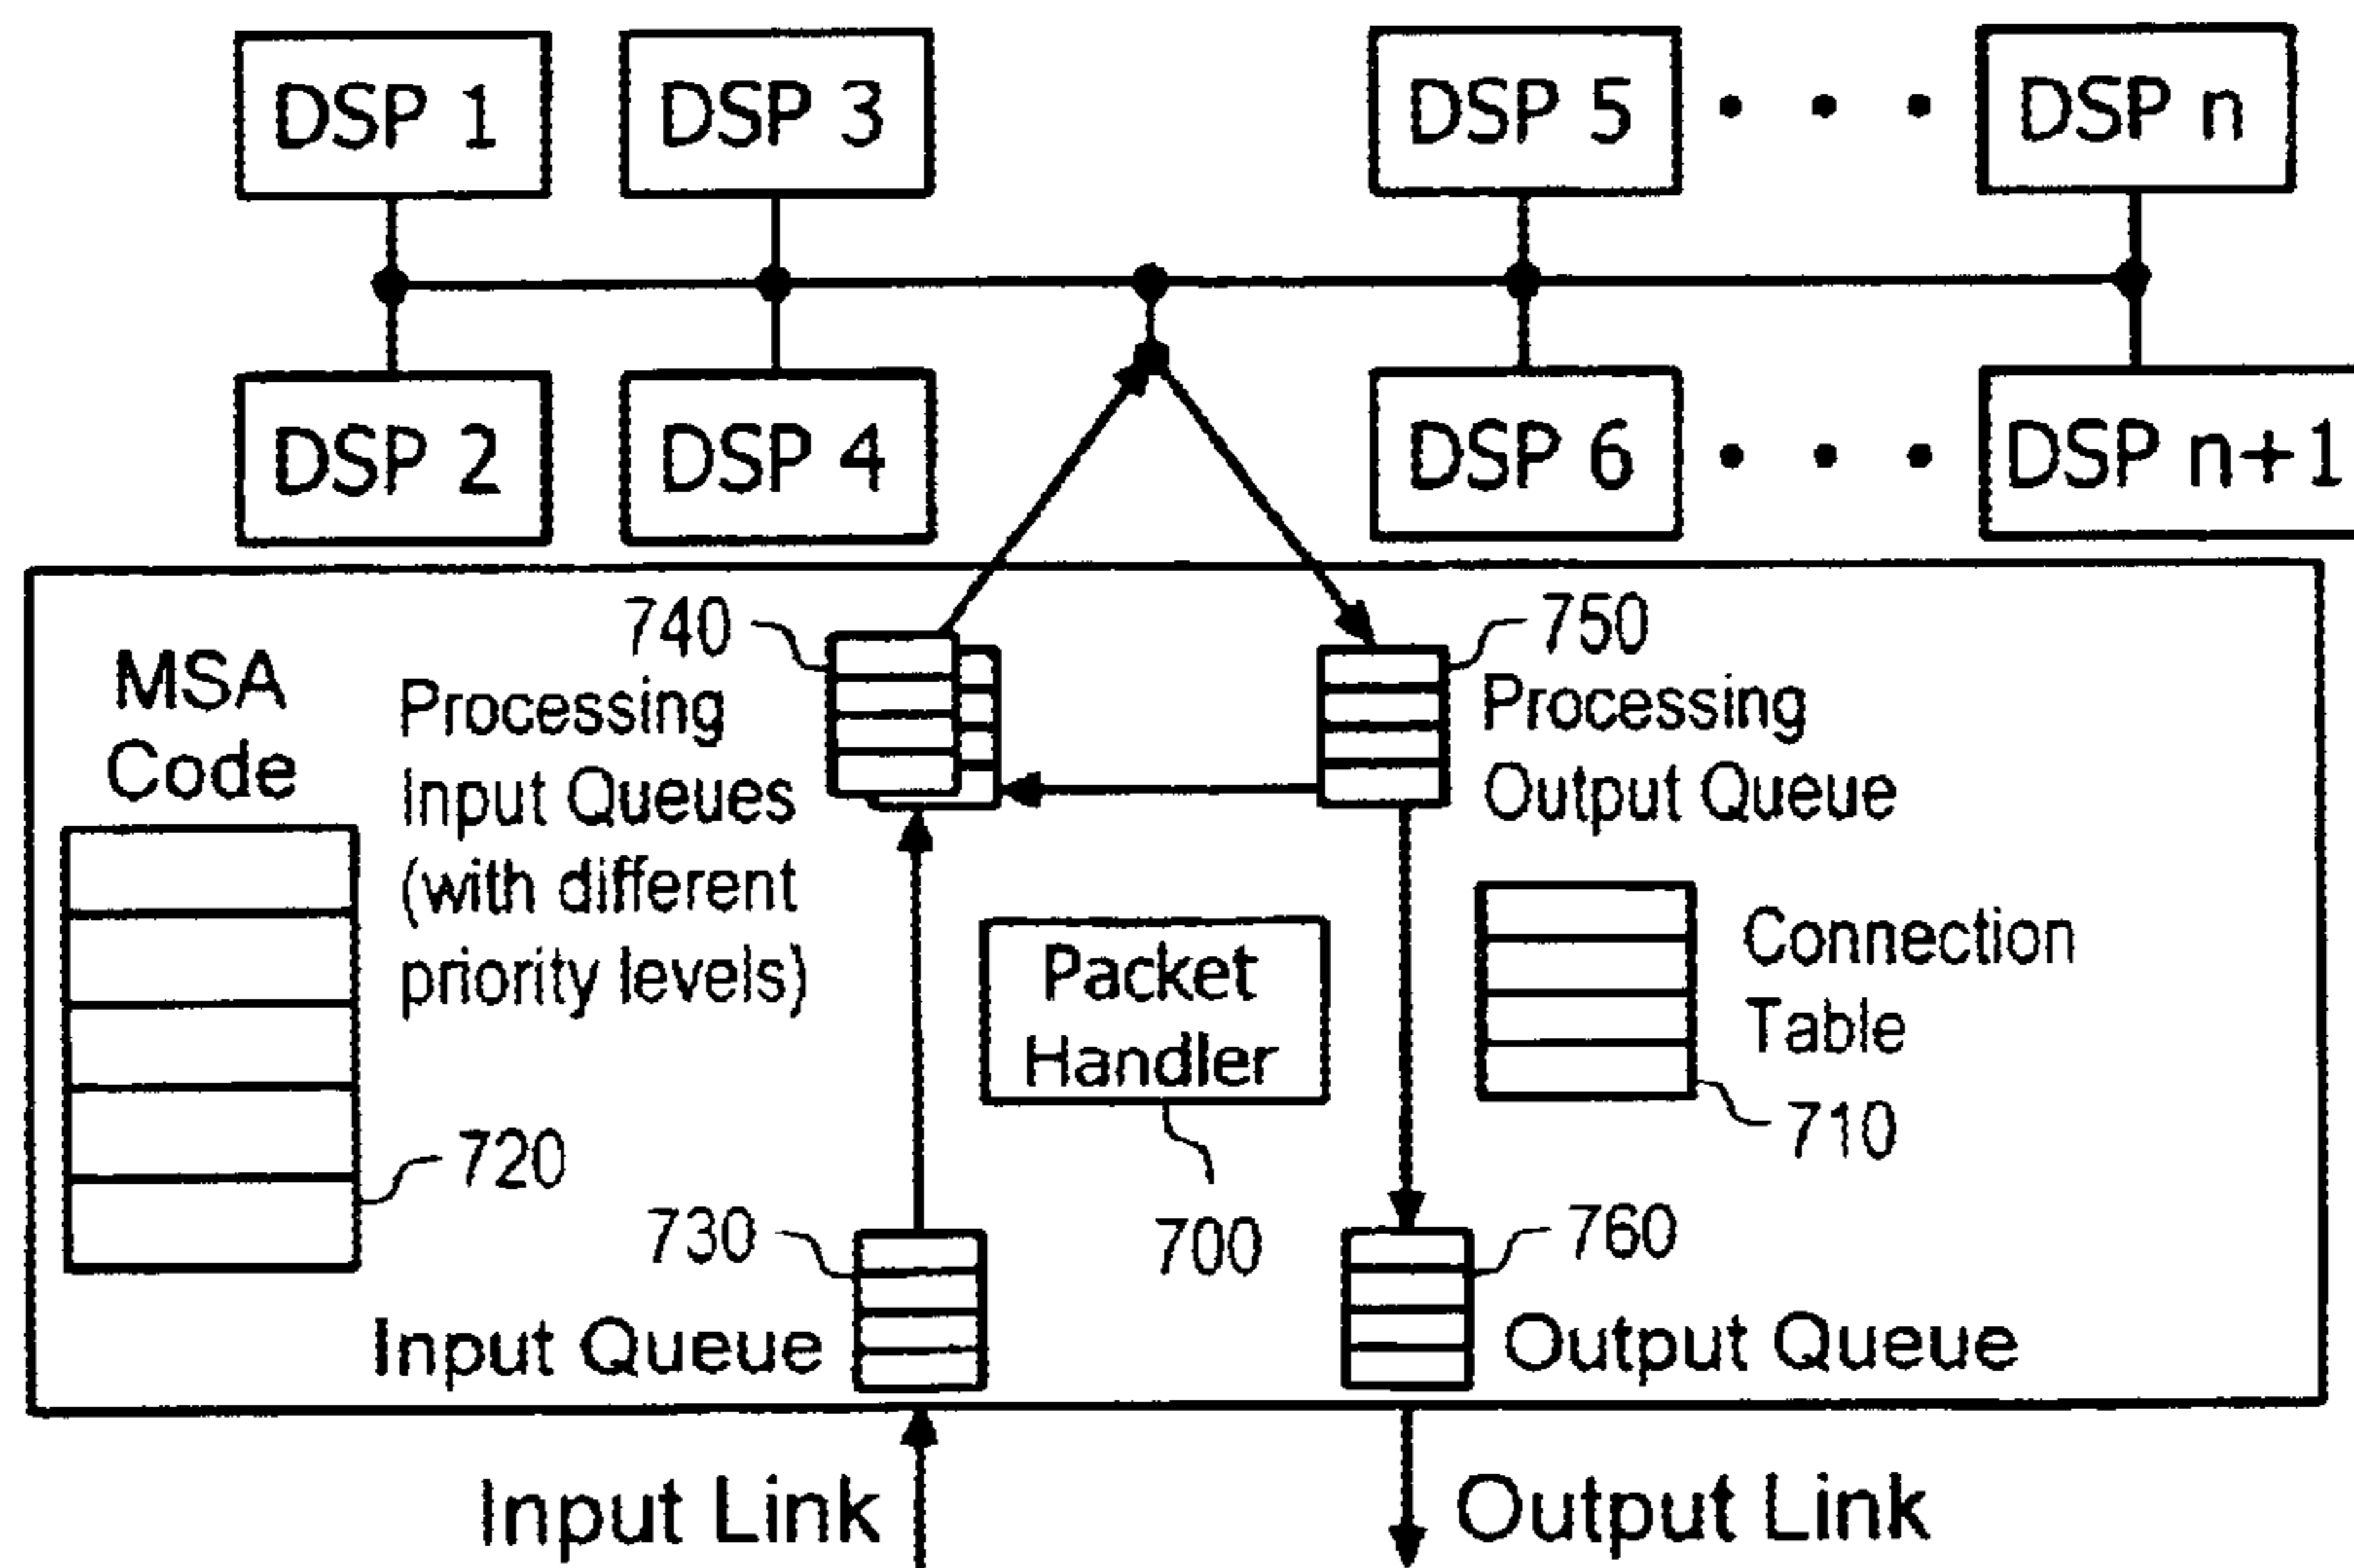 DSP 1
DSP 3
DSP 5
DSP n
DSP 2
DSP 4
DSP 6
DSP n+1
MSA
Code
740
Processing
Input Queues
(with different
priority levels)
750
Processing
Output Queue
Packet
Handler
Connection
Table
710
720
730
700
760
Input Queue
Output Queue
Input Link
Output Link